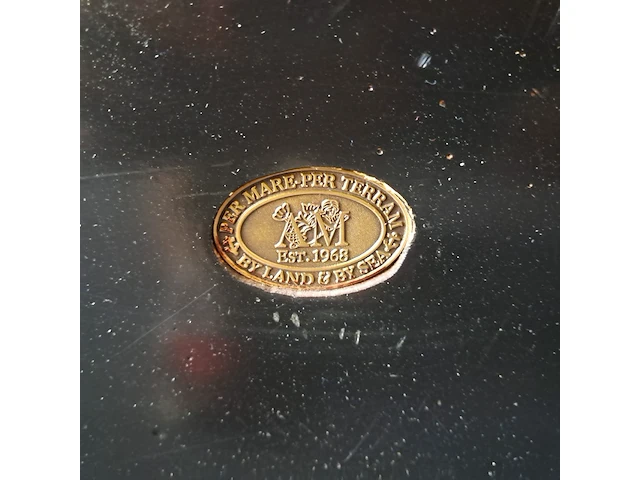 PER MARE-PER TERRAM
AM
EST. 1968
BY LAND & BY SEA